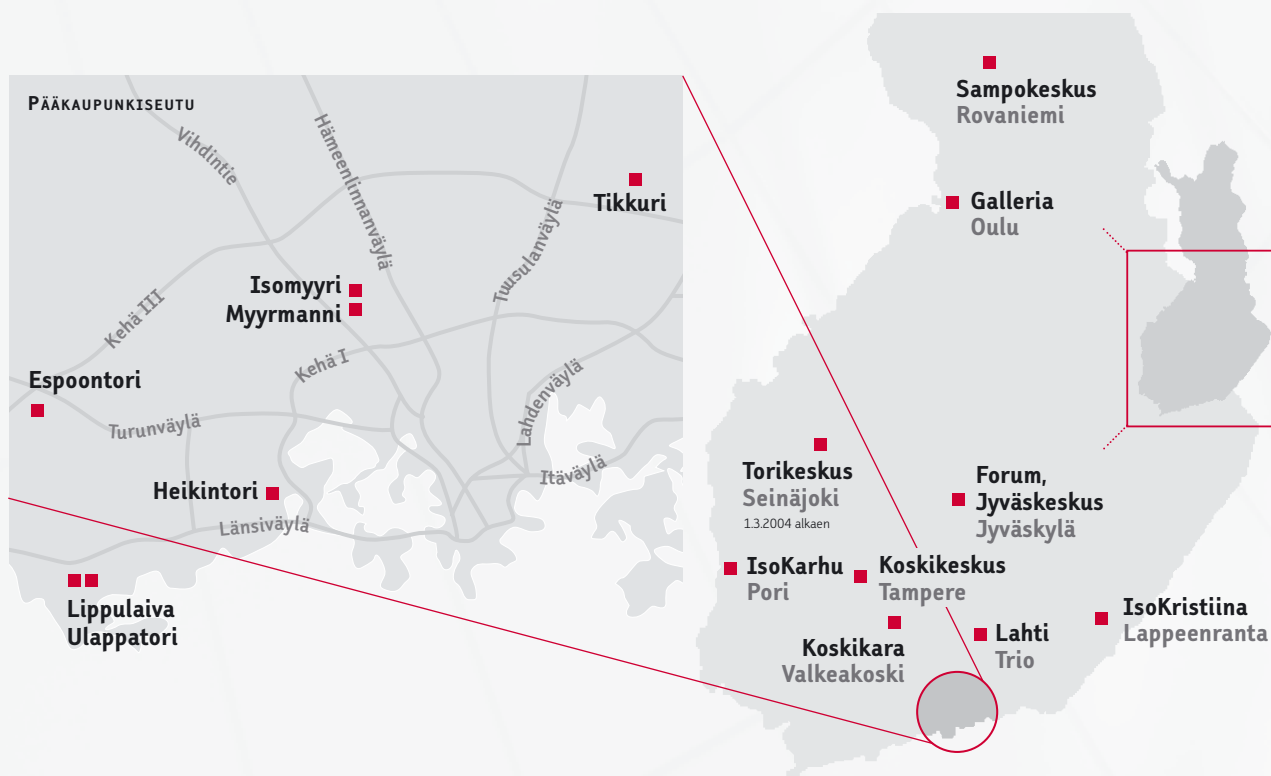 PÄÄKAUPUNKISEUTU
Vihdintie
Hämeenlinnanväylä
Tuusulanväylä
Tikkuri
Isomyyri
Myyrmanni
Kehä III
Kehä I
Espoontori
Turunväylä
Lahdenväylä
Itäväylä
Heikintori
Länsiväylä
Lippulaiva
Ulappatori
Sampokeskus
Rovaniemi
Galleria
Oulu
Torikeskus
Seinäjoki
1.3.2004 alkaen
Forum,
Jyväskeskus
Jyväskylä
IsoKarhu
Pori
Koskikeskus
Tampere
Koskikara
Valkeakoski
Lahti
Trio
IsoKristiina
Lappeenranta